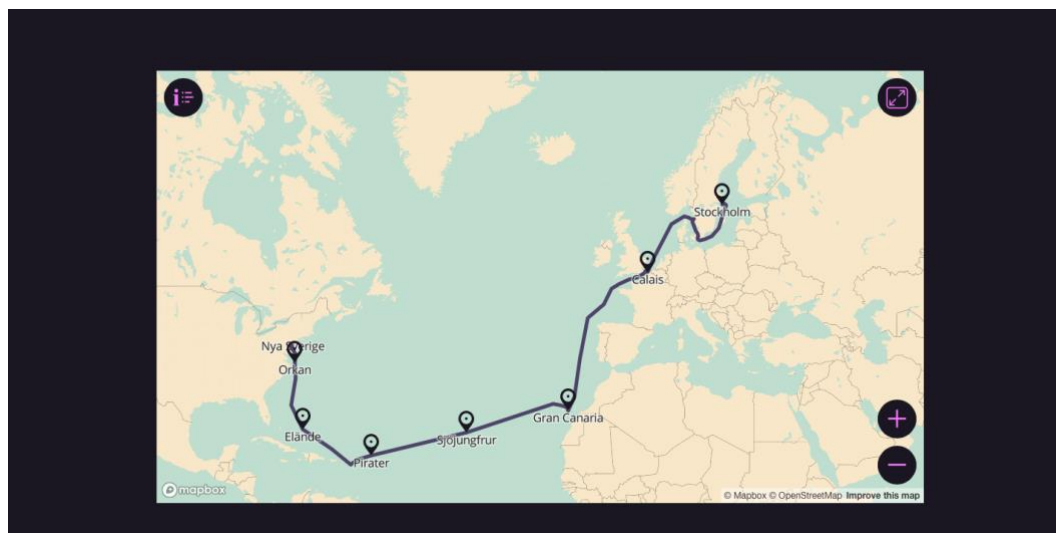 Stockholm
Calais
Nya Sverige
Orkan
Gran Canaria
Elände
Sjöjungfrur
Pirater
mapbox
© Mapbox © OpenStreetMap Improve this map